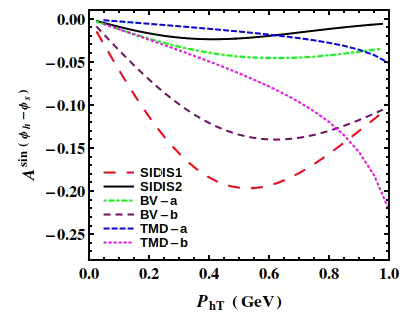 0.00
−0.05
−0.10
−0.15
−0.20
−0.25
A sin ( ϕh − ϕs )
SIDIS1
SIDIS2
BV − a
BV − b
TMD − a
TMD − b
0.0 0.2 0.4 0.6 0.8 1.0
PhT ( GeV )